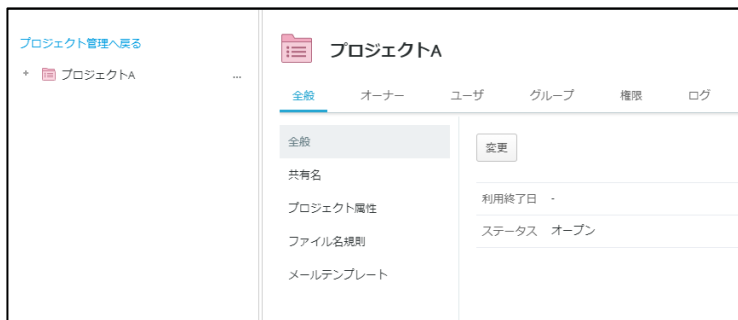 プロジェクト管理へ戻る
+ プロジェクトA ...
プロジェクトA
全般 オーナー ユーザ グループ 権限 ログ
全般
共有名
プロジェクト属性
ファイル名規則
メールテンプレート
変更
利用終了日 -
ステータス オープン